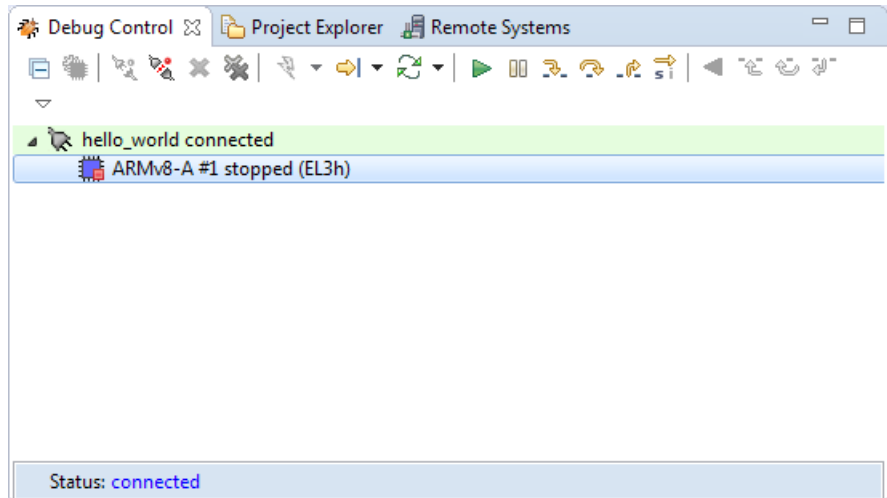 Debug Control Project Explorer Remote Systems
s i
hello_world connected
ARMv8-A #1 stopped (EL3h)
Status: connected